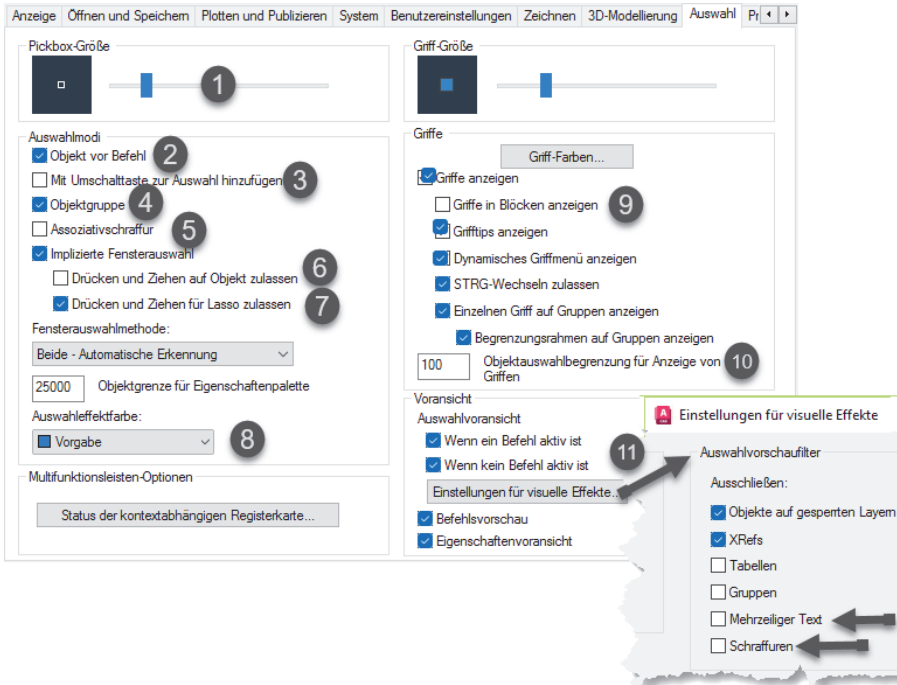 Anzeige Öffnen und Speichern Plotten und Publizieren System Benutzereinstellungen Zeichnen 3D-Modellierung Auswahl
Pickbox-Größe
1
Auswahlmodi
Objekt vor Befehl 2
Mit Umschalttaste zur Auswahl hinzufügen 3
Objektgruppe 4
Assoziativschraffur 5
Implizierte Fensterauswahl
Drücken und Ziehen auf Objekt zulassen 6
Drücken und Ziehen für Lasso zulassen 7
Fensterauswahlmethode:
Beide - Automatische Erkennung
25000 Objektgrenze für Eigenschaftenpalette
Auswahleffektfarbe:
Vorgabe 8
Multifunktionsleisten-Optionen
Status der kontextabhängigen Registerkarte...
Griff-Größe
Griffe
Griff-Farben...
Griffe anzeigen
Griffe in Blöcken anzeigen 9
Grifftips anzeigen
Dynamisches Griffmenü anzeigen
STRG-Wechseln zulassen
Einzelnen Griff auf Gruppen anzeigen
Begrenzungsrahmen auf Gruppen anzeigen
100 Objektauswahlbegrenzung für Anzeige von 10
Griffen
Voransicht
Auswahlvoransicht
Wenn ein Befehl aktiv ist
Wenn kein Befehl aktiv ist 11
Einstellungen für visuelle Effekte...
Befehlsvorschau
Eigenschaftenvoransicht
Einstellungen für visuelle Effekte
Auswahlvorschaufilter
Ausschließen:
Objekte auf gesperrten Layern
XRefs
Tabellen
Gruppen
Mehrzeiliger Text
Schraffuren